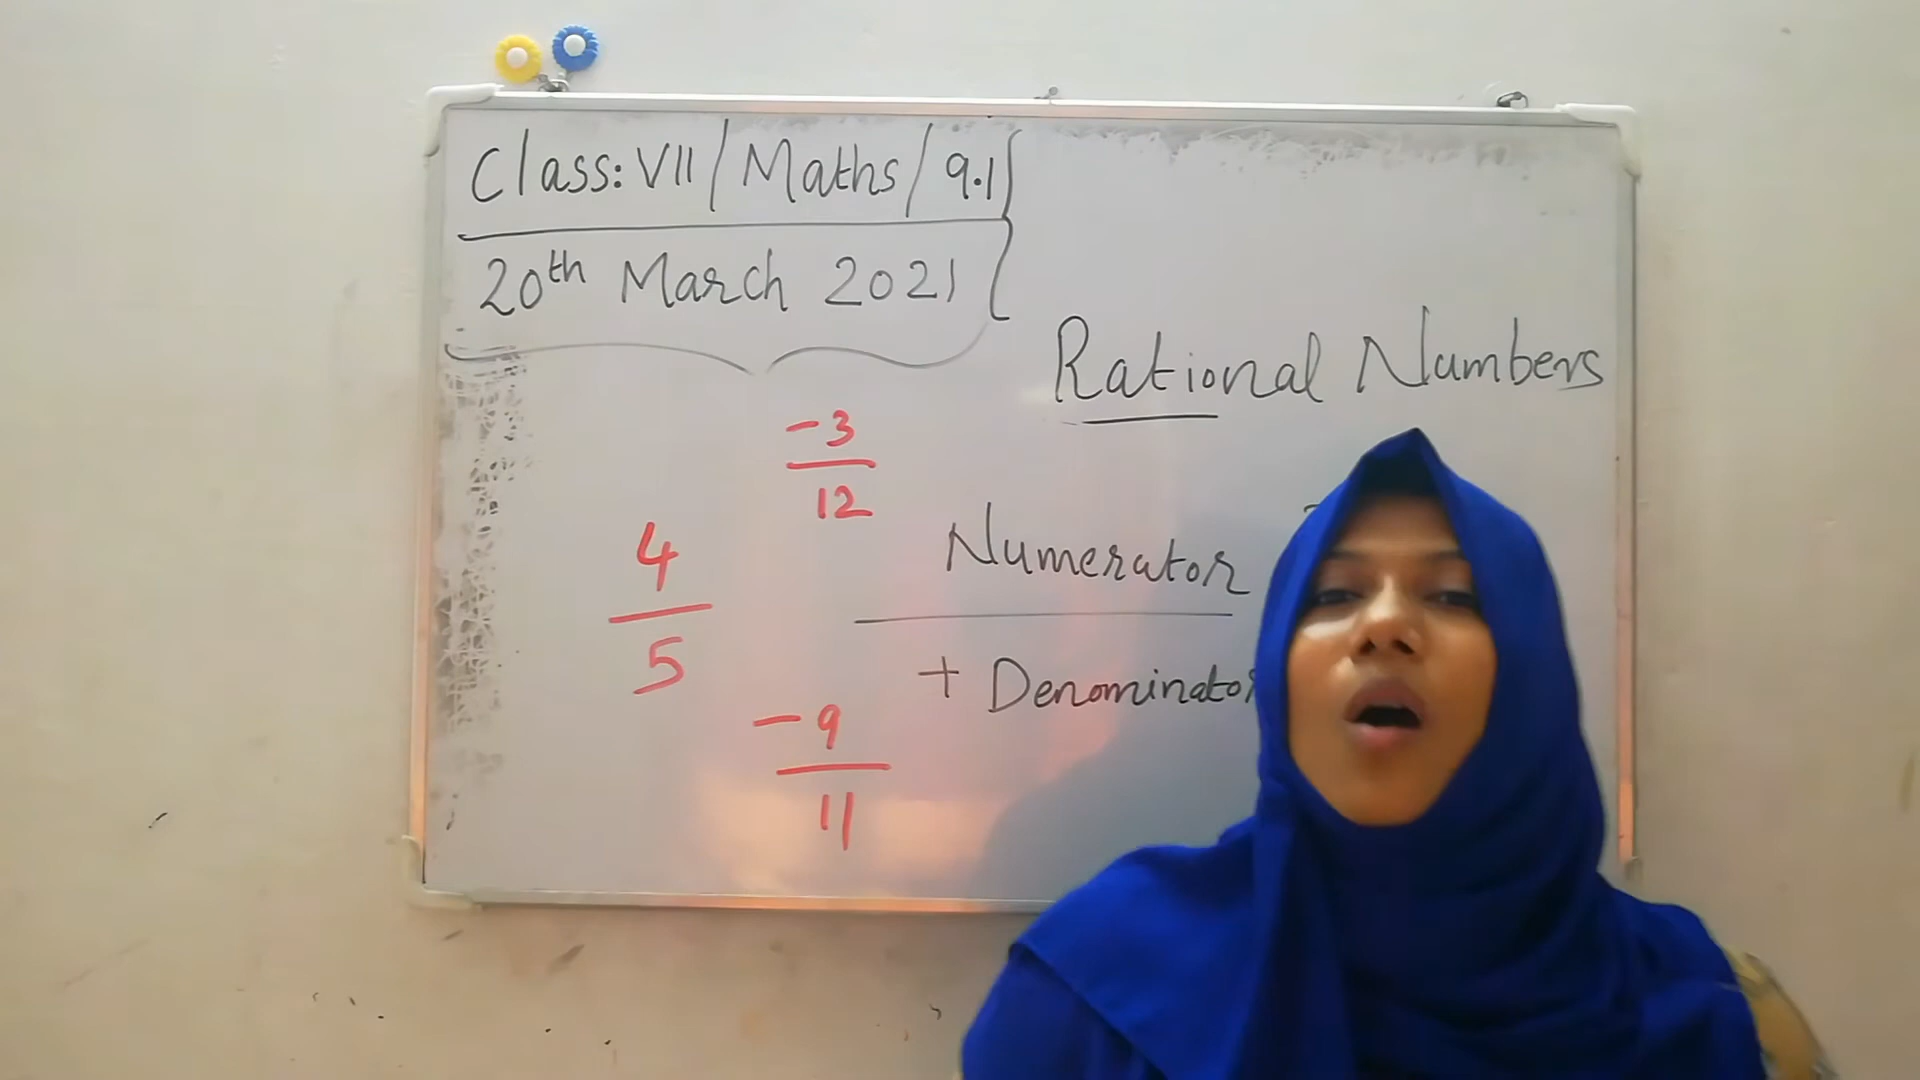 Class: VII / Maths / 9.1
20th March 2021
Rational Numbers
-3
12
4
5
Numerator
+ Denominator
-9
11